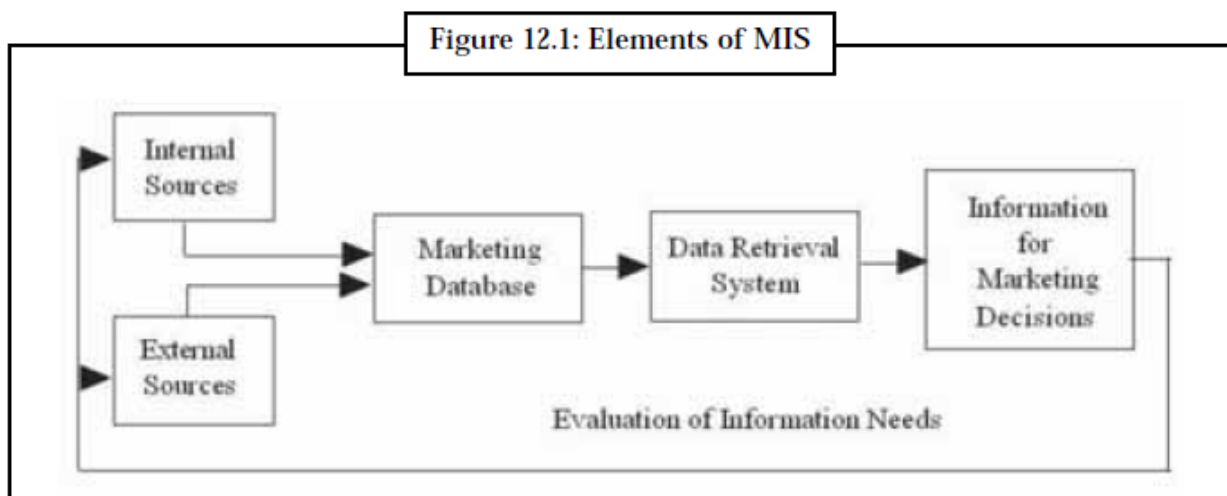 Figure 12.1: Elements of MIS
Internal
Sources
External
Sources
Marketing
Database
Data Retrieval
System
Information
for
Marketing
Decisions
Evaluation of Information Needs